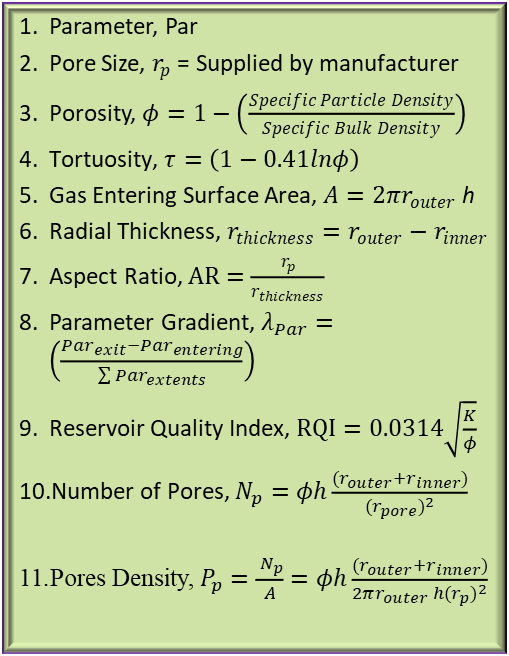 1. Parameter, Par
2. Pore Size, r_p = Supplied by manufacturer
3. Porosity, ϕ = 1 − (Specific Particle Density / Specific Bulk Density)
4. Tortuosity, τ = (1 − 0.41lnϕ)
5. Gas Entering Surface Area, A = 2πr_outer h
6. Radial Thickness, r_thickness = r_outer − r_inner
7. Aspect Ratio, AR = r_p / r_thickness
8. Parameter Gradient, λ_Par =
(Par_exit−Par_entering / ∑ Par_extents)
9. Reservoir Quality Index, RQI = 0.0314 √(K / ϕ)
10.Number of Pores, N_p = ϕh (r_outer+r_inner) / (r_pore)²
11.Pores Density, P_p = N_p / A = ϕh (r_outer+r_inner) / 2πr_outer h(r_p)²